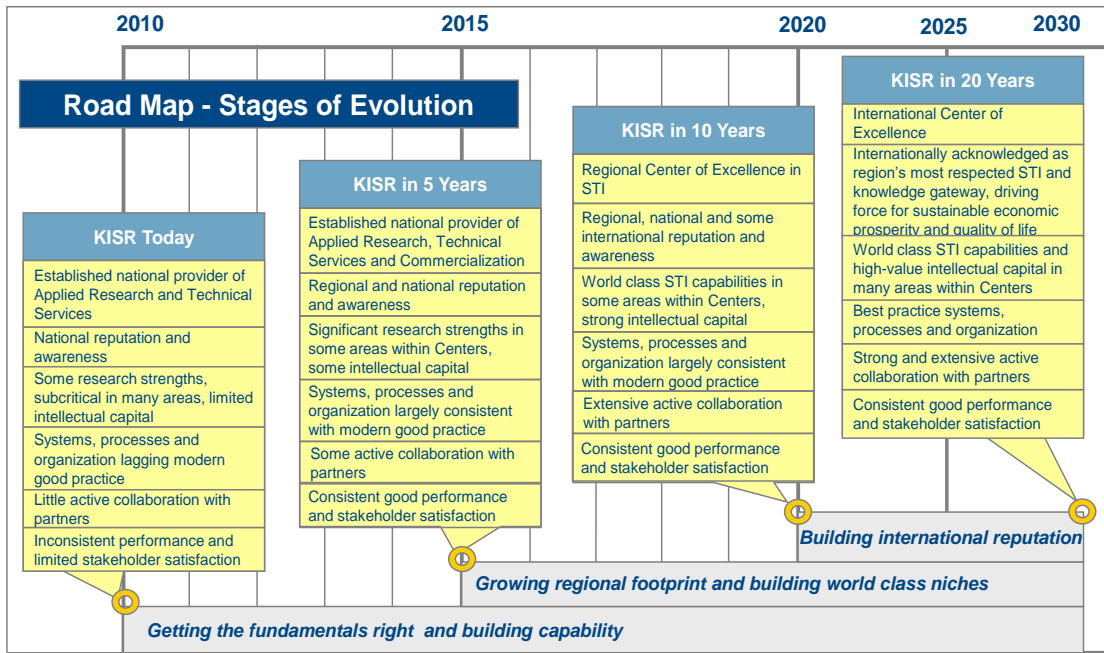 2010
2015
2020
2025
2030
Road Map - Stages of Evolution
KISR Today
Established national provider of
Applied Research and Technical
Services
National reputation and
awareness
Some research strengths,
subcritical in many areas, limited
intellectual capital
Systems, processes and
organization lagging modern
good practice
Little active collaboration with
partners
Inconsistent performance and
limited stakeholder satisfaction
KISR in 5 Years
Established national provider of
Applied Research, Technical
Services and Commercialization
Regional and national reputation
and awareness
Significant research strengths in
some areas within Centers,
some intellectual capital
Systems, processes and
organization largely consistent
with modern good practice
Some active collaboration with
partners
Consistent good performance
and stakeholder satisfaction
KISR in 10 Years
Regional Center of Excellence in
STI
Regional, national and some
international reputation and
awareness
World class STI capabilities in
some areas within Centers,
strong intellectual capital
Systems, processes and
organization largely consistent
with modern good practice
Extensive active collaboration with
partners
Consistent good performance
and stakeholder satisfaction
KISR in 20 Years
International Center of
Excellence
Internationally acknowledged as
region's most respected STI and
knowledge gateway, driving
force for sustainable economic
prosperity and quality of life
World class STI capabilities and
high-value intellectual capital in
many areas within Centers
Best practice systems,
processes and organization
Strong and extensive active
collaboration with partners
Consistent good performance
and stakeholder satisfaction
Building international reputation
Growing regional footprint and building world class niches
Getting the fundamentals right and building capability